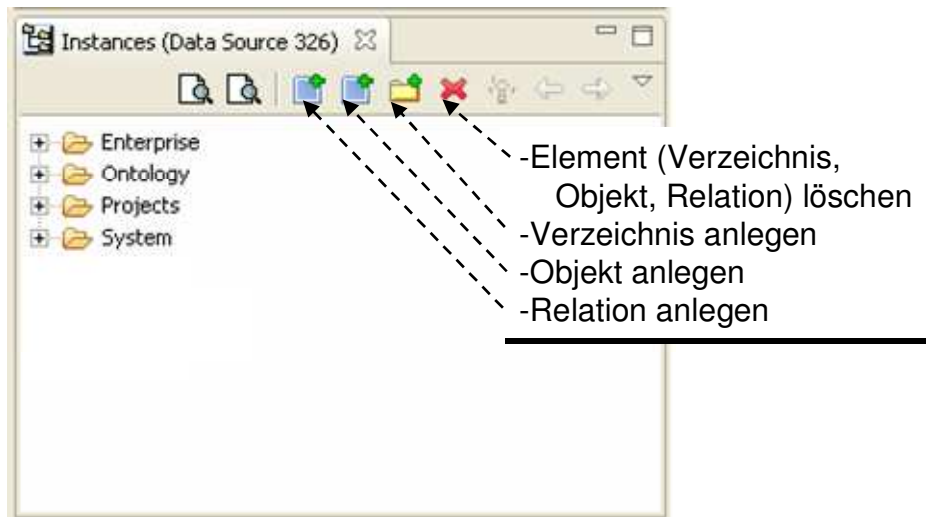 Instances (Data Source 326)
Enterprise
Ontology
Projects
System
-Element (Verzeichnis,
Objekt, Relation) löschen
-Verzeichnis anlegen
-Objekt anlegen
-Relation anlegen